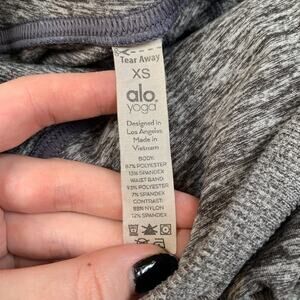 Tear Away
XS
alo
yoga
Designed in
Los Angeles
Made in
Vietnam
BODY:
87% POLYESTER
13% SPANDEX
WAIST BAND:
93% POLYESTER
7% SPANDEX
CONTRAST:
88% NYLON
12% SPANDEX